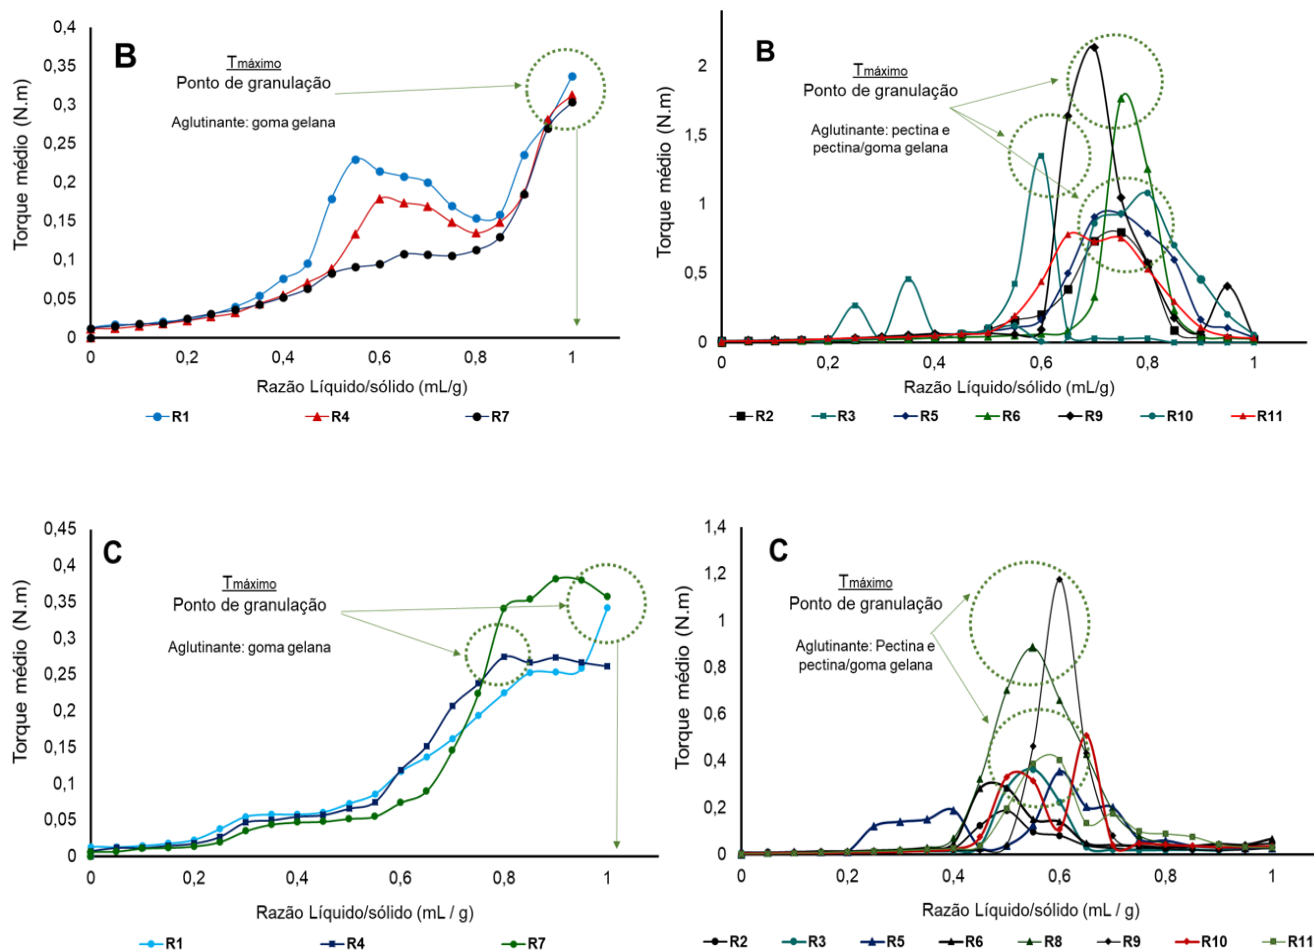 B
Torque médio (N.m)
0,4
0,35
0,3
0,25
0,2
0,15
0,1
0,05
0
Tmáximo
Ponto de granulação
Aglutinante: goma gelana
0 0,2 0,4 0,6 0,8 1
Razão Líquido/sólido (mL/g)
R1 R4 R7
B
Torque médio (N.m)
2
1,5
1
0,5
0
Tmáximo
Ponto de granulação
Aglutinante: pectina e
pectina/goma gelana
0 0,2 0,4 0,6 0,8 1
Razão Líquido/sólido (mL/g)
R2 R3 R5 R6 R9 R10 R11
C
Torque médio (N.m)
0,45
0,4
0,35
0,3
0,25
0,2
0,15
0,1
0,05
0
Tmáximo
Ponto de granulação
Aglutinante: goma gelana
0 0,2 0,4 0,6 0,8 1
Razão Líquido/sólido (mL / g)
R1 R4 R7
C
Torque médio (N.m)
1,4
1,2
1
0,8
0,6
0,4
0,2
0
Tmáximo
Ponto de granulação
Aglutinante: Pectina e
pectina/goma gelana
0 0,2 0,4 0,6 0,8 1
Razão Líquido/sólido (mL / g)
R2 R3 R5 R6 R8 R9 R10 R11